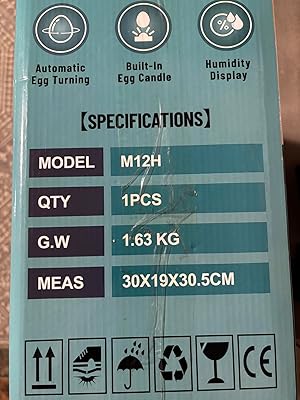 Automatic
Egg Turning
Built-In
Egg Candle
%
Humidity
Display
【SPECIFICATIONS】
MODEL M12H
QTY 1PCS
G.W 1.63 KG
MEAS 30X19X30.5CM
CE